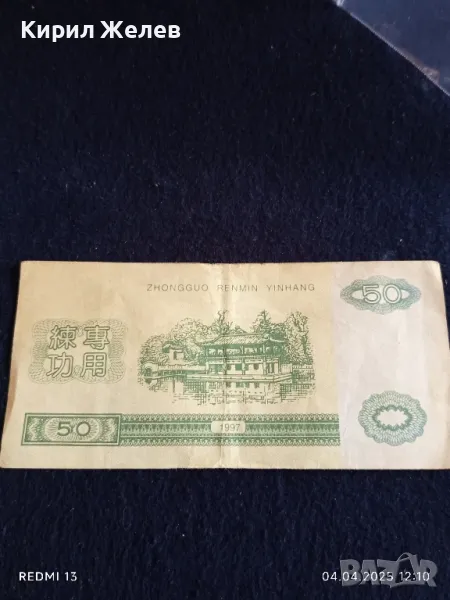 Кирил Желев
ZHONGGUO RENMIN YINHANG
50
練專
功用
50
1997
REDMI 13
04.04.2025 12:10
BAZAR